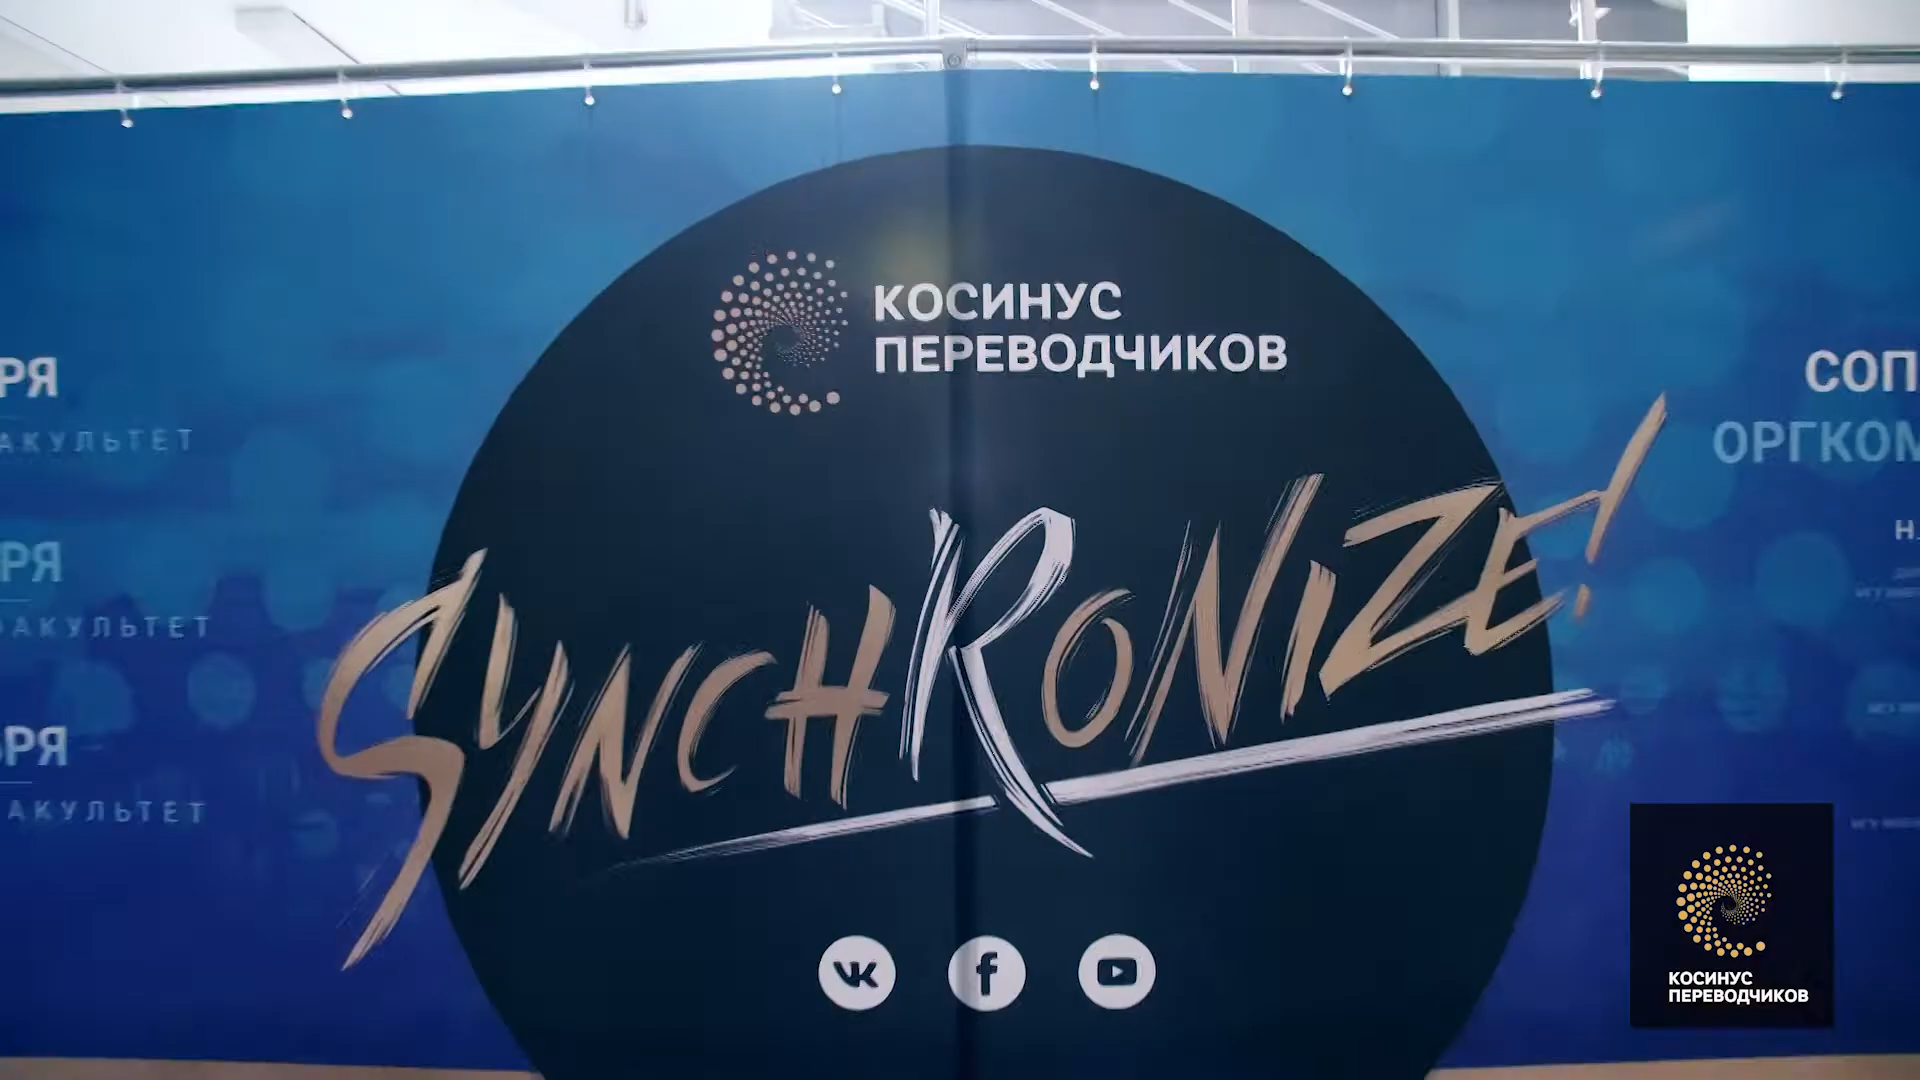 КОСИНУС
ПЕРЕВОДЧИКОВ
SYNCHRONIZE!
РЯ
АКУЛЬТЕТ
РЯ
АКУЛЬТЕТ
РЯ
АКУЛЬТЕТ
СОП
ОРГКОМ
Н
КОСИНУС
ПЕРЕВОДЧИКОВ